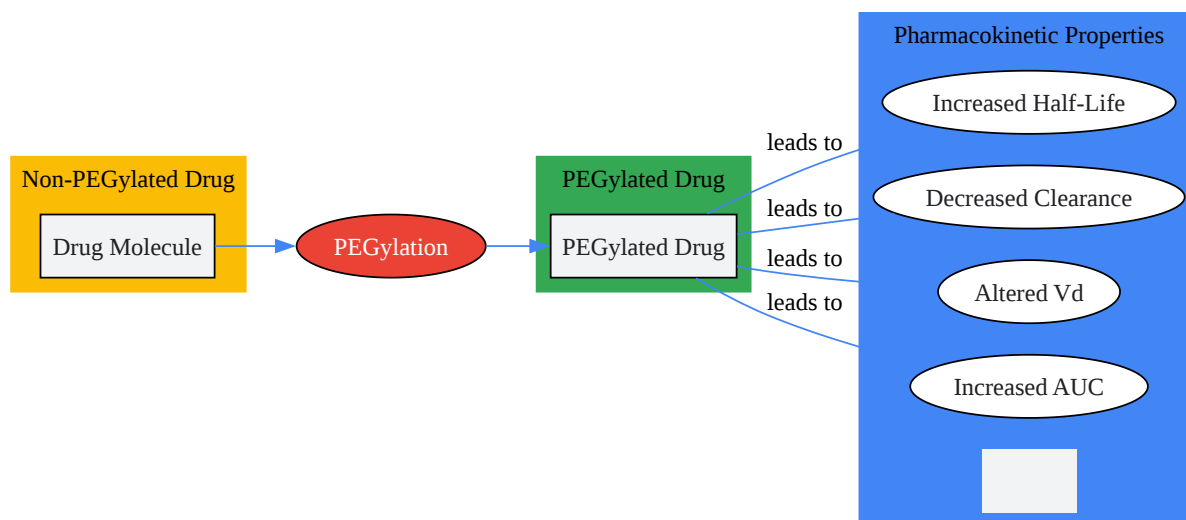 Non-PEGylated Drug
Drug Molecule
PEGylation
PEGylated Drug
PEGylated Drug
leads to
leads to
leads to
leads to
Pharmacokinetic Properties
Increased Half-Life
Decreased Clearance
Altered Vd
Increased AUC